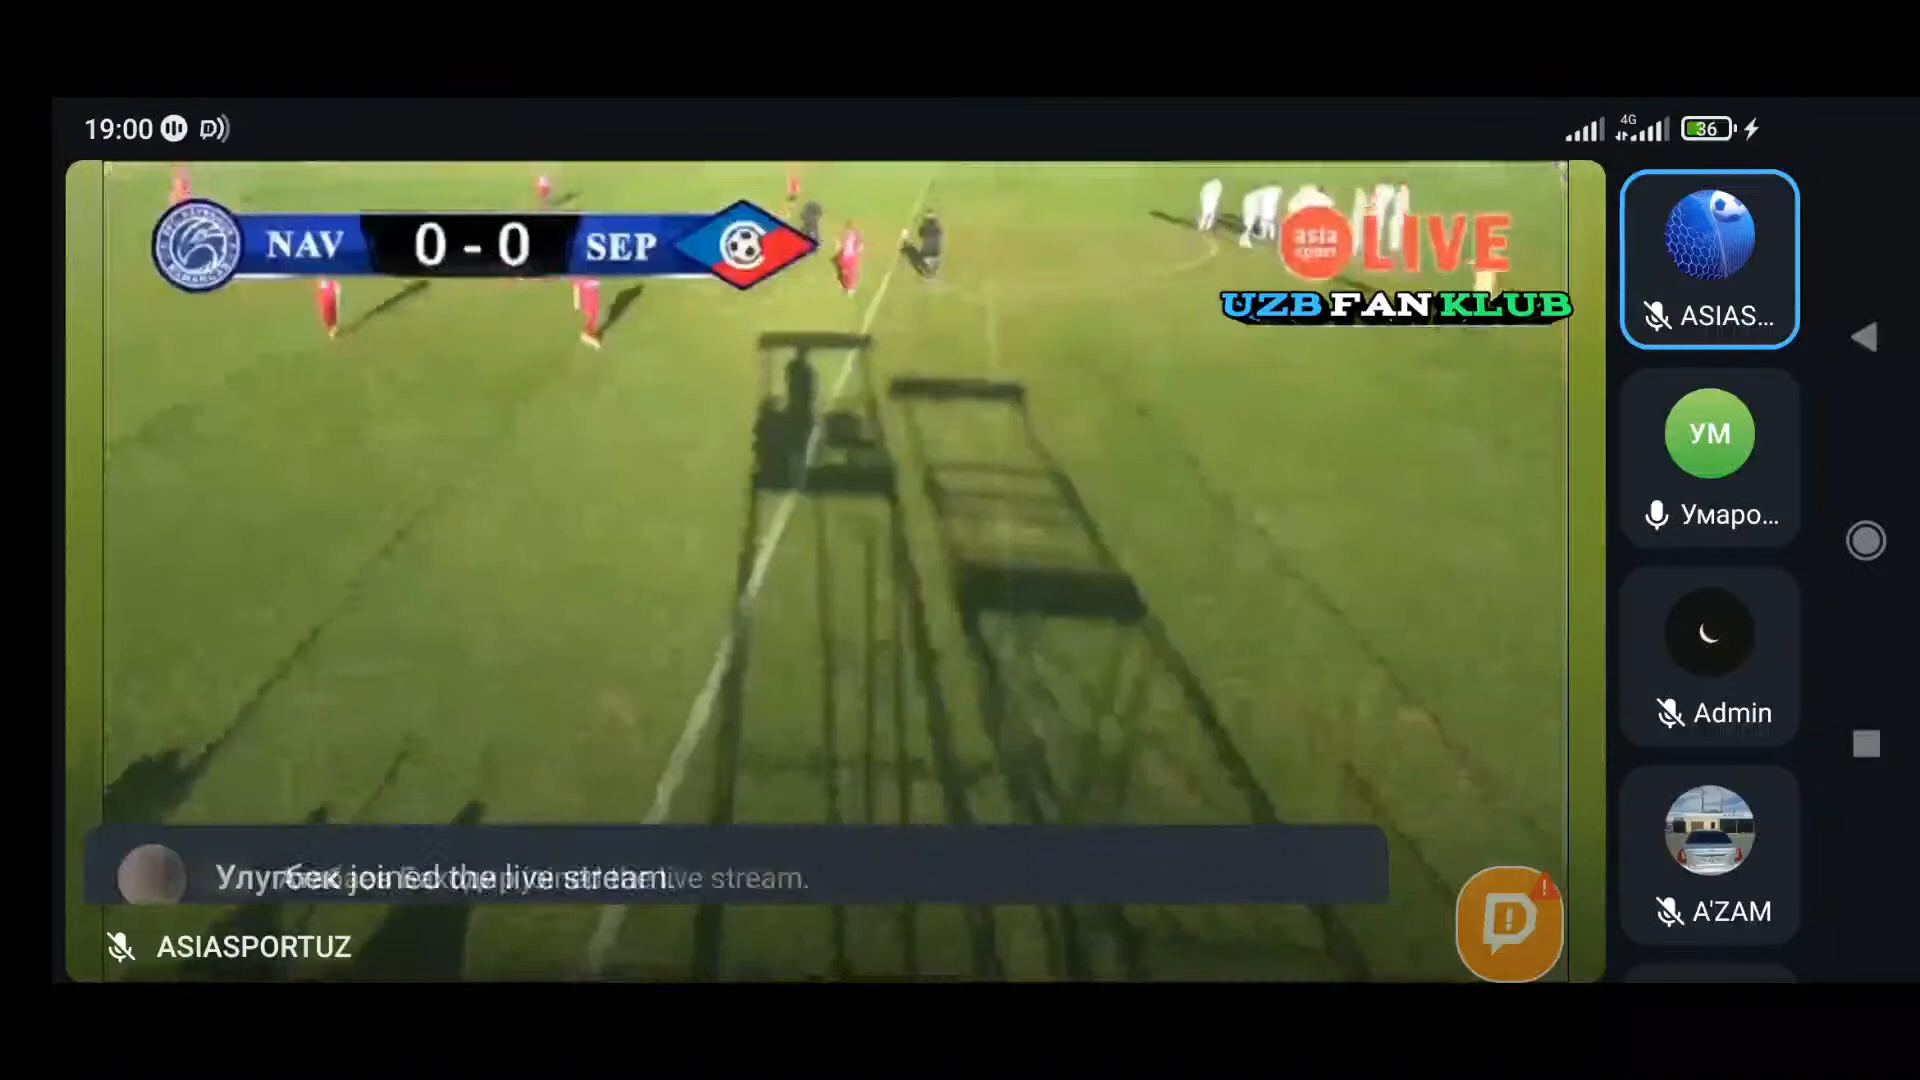 19:00
4G
36
NAV 0 - 0 SEP
asia sport LIVE
UZB FAN KLUB
ASIAS...
УМ
Умаро...
Admin
A'ZAM
Улугбек joined the live stream.
ASIASPORTUZ